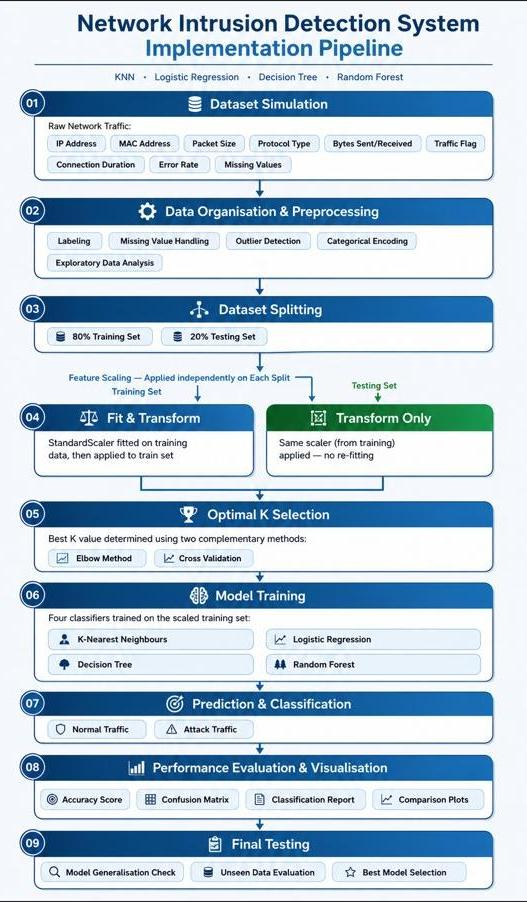 Network Intrusion Detection System
Implementation Pipeline
KNN • Logistic Regression • Decision Tree • Random Forest
01 Dataset Simulation
Raw Network Traffic:
IP Address MAC Address Packet Size Protocol Type Bytes Sent/Received Traffic Flag
Connection Duration Error Rate Missing Values
02 Data Organisation & Preprocessing
Labeling Missing Value Handling Outlier Detection Categorical Encoding
Exploratory Data Analysis
03 Dataset Splitting
80% Training Set 20% Testing Set
Feature Scaling — Applied independently on Each Split
Training Set Testing Set
04 Fit & Transform Transform Only
StandardScaler fitted on training Same scaler (from training)
data, then applied to train set applied — no re-fitting
05 Optimal K Selection
Best K value determined using two complementary methods:
Elbow Method Cross Validation
06 Model Training
Four classifiers trained on the scaled training set:
K-Nearest Neighbours Logistic Regression
Decision Tree Random Forest
07 Prediction & Classification
Normal Traffic Attack Traffic
08 Performance Evaluation & Visualisation
Accuracy Score Confusion Matrix Classification Report Comparison Plots
09 Final Testing
Model Generalisation Check Unseen Data Evaluation Best Model Selection